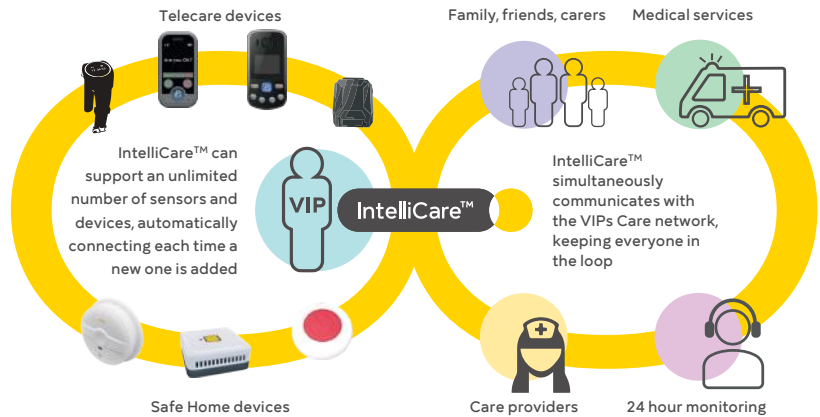 Telecare devices
Family, friends, carers
Medical services
IntelliCare™ can
support an unlimited
number of sensors and
devices, automatically
connecting each time a
new one is added
VIP
IntelliCare™
IntelliCare™
simultaneously
communicates with
the VIPs Care network,
keeping everyone in
the loop
Safe Home devices
Care providers
24 hour monitoring